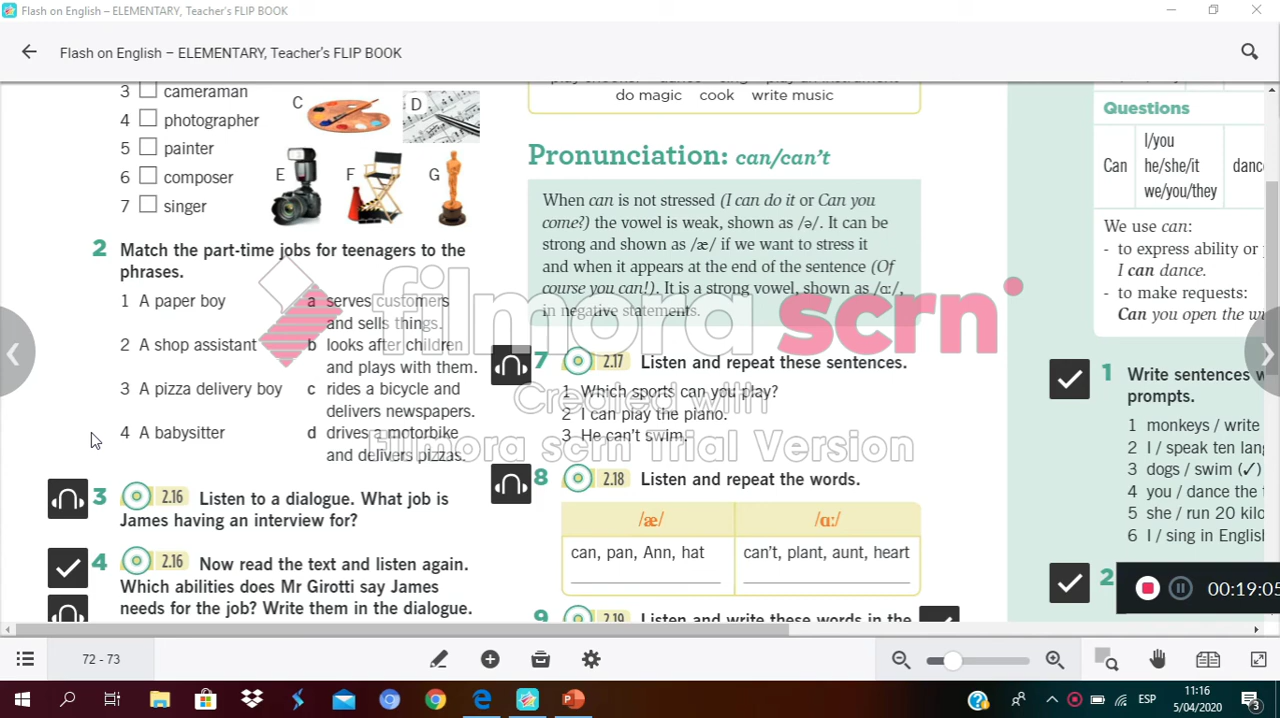 Flash on English – ELEMENTARY, Teacher's FLIP BOOK
Flash on English – ELEMENTARY, Teacher's FLIP BOOK
3 cameraman
4 photographer
5 painter
6 composer
7 singer
C
D
E
F
G
2 Match the part-time jobs for teenagers to the
phrases.
1 A paper boy
2 A shop assistant
3 A pizza delivery boy
4 A babysitter
a serves customers
and sells things.
b looks after children
and plays with them.
c rides a bicycle and
delivers newspapers.
d drives a motorbike
and delivers pizzas.
3 2.16 Listen to a dialogue. What job is
James having an interview for?
4 2.16 Now read the text and listen again.
Which abilities does Mr Girotti say James
needs for the job? Write them in the dialogue.
do magic cook write music
Pronunciation: can/can't
When can is not stressed (I can do it or Can you
come?) the vowel is weak, shown as /ə/. It can be
strong and shown as /æ/ if we want to stress it
and when it appears at the end of the sentence (Of
course you can!). It is a strong vowel, shown as /ɑː/,
in negative statements.
7 2.17 Listen and repeat these sentences.
1 Which sports can you play?
2 I can play the piano.
3 He can't swim.
8 2.18 Listen and repeat the words.
/æ/ /ɑː/
can, pan, Ann, hat can't, plant, aunt, heart
9 2.19 Listen and write these words in the
Questions
Can
I/you
he/she/it
we/you/they
We use can:
- to express ability or
I can dance.
- to make requests:
Can you open the
1 Write sentences
prompts.
1 monkeys / write
2 I / speak ten
3 dogs / swim (✓)
4 you / dance the
5 she / run 20
6 I / sing in
2
filmora scrn
Created with
Filmora scrn Trial Version
00:19:05
72 - 73
ESP
11:16
5/04/2020
3